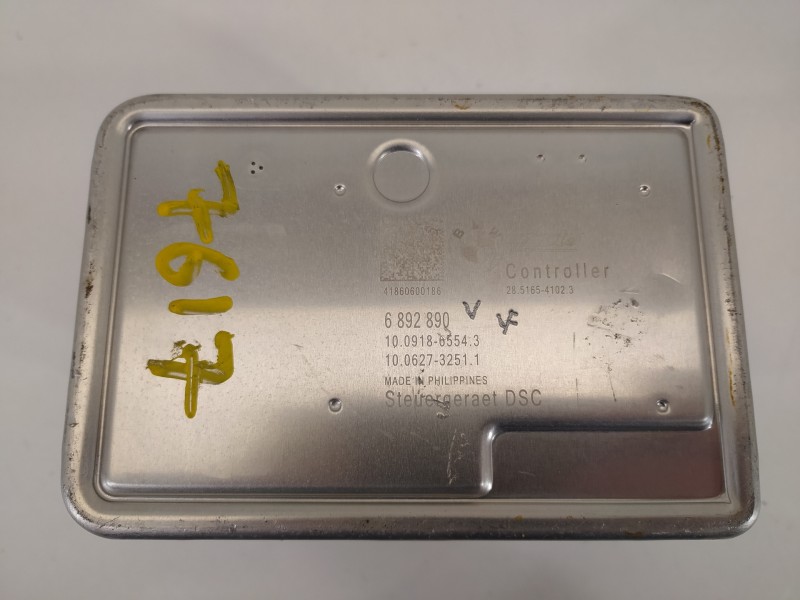 7617
41860600186
Controller
28.5165-4102.3
6 892 890
10.0918-6554.3
10.0627-3251.1
MADE IN PHILIPPINES
Steuergeraet DSC